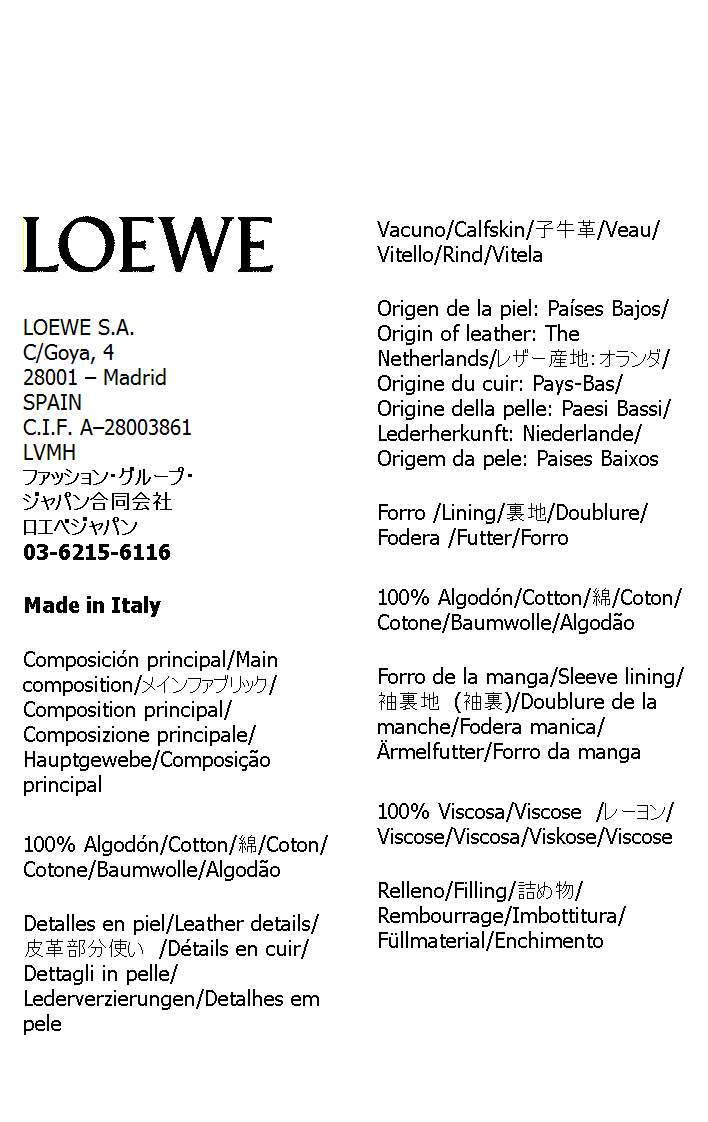 LOEWE
LOEWE S.A.
C/Goya, 4
28001 – Madrid
SPAIN
C.I.F. A–28003861
LVMH
ファッション・グループ・
ジャパン合同会社
ロエベジャパン
03-6215-6116
Made in Italy
Composición principal/Main
composition/メインファブリック/
Composition principal/
Composizione principale/
Hauptgewebe/Composição
principal
100% Algodón/Cotton/綿/Coton/
Cotone/Baumwolle/Algodão
Detalles en piel/Leather details/
皮革部分使い /Détails en cuir/
Dettagli in pelle/
Lederverzierungen/Detalhes em
pele
Vacuno/Calfskin/子牛革/Veau/
Vitello/Rind/Vitela
Origen de la piel: Países Bajos/
Origin of leather: The
Netherlands/レザー産地：オランダ/
Origine du cuir: Pays-Bas/
Origine della pelle: Paesi Bassi/
Lederherkunft: Niederlande/
Origem da pele: Paises Baixos
Forro /Lining/裏地/Doublure/
Fodera /Futter/Forro
100% Algodón/Cotton/綿/Coton/
Cotone/Baumwolle/Algodão
Forro de la manga/Sleeve lining/
袖裏地 (袖裏)/Doublure de la
manche/Fodera manica/
Ärmelfutter/Forro da manga
100% Viscosa/Viscose /レーヨン/
Viscose/Viscosa/Viskose/Viscose
Relleno/Filling/詰め物/
Rembourrage/Imbottitura/
Füllmaterial/Enchimento